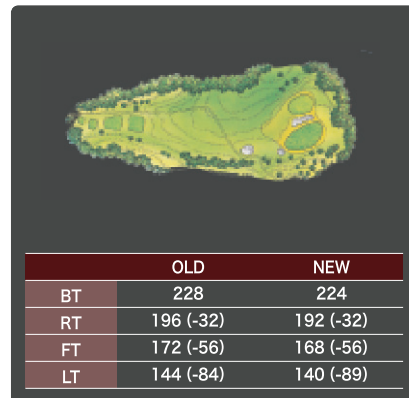 OLD NEW
BT 228 224
RT 196 (-32) 192 (-32)
FT 172 (-56) 168 (-56)
LT 144 (-84) 140 (-89)